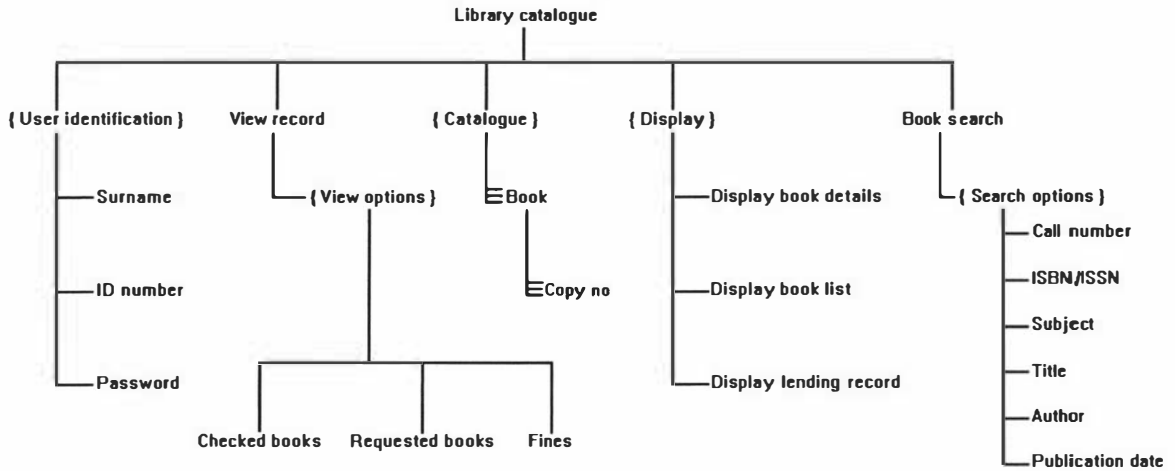 Library catalogue
{ User identification } View record { Catalogue } { Display } Book search
Surname { View options } Book Display book details { Search options }
Call number
ID number Copy no Display book list ISBN/ISSN
Subject
Title
Password Display lending record
Author
Checked books Requested books Fines
Publication date